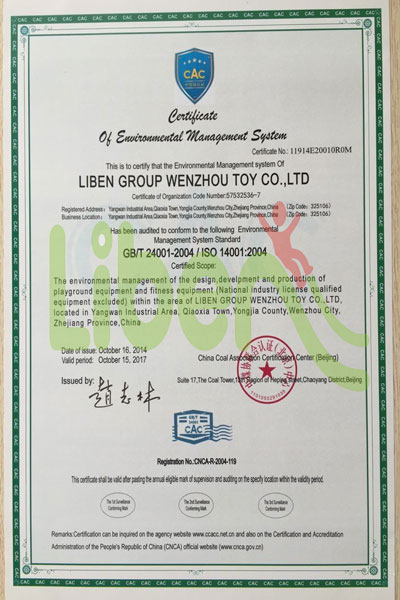 CAC
Certificate
Of Environmental Management System
Certificate No.: 11914E20010R0M
This is to certify that the Environmental Management system Of
LIBEN GROUP WENZHOU TOY CO.,LTD
Certificate of Organization Code Number:57532536-7
Registered Address: Yangwan Industrial Area, Qiaoxia Town,Yongjia County,Wenzhou City,Zhejiang Province,China (Zip Code: 325106)
Business Location: Yangwan Industrial Area,Qiaoxia Town,Yongjia County,Wenzhou City,Zhejiang Province,China (Zip Code: 325106)
Has been audited to conform to the following Environmental
Management System Standard
GB/T 24001-2004 / ISO 14001:2004
Certified Scope:
The environmental management of the design,develpment and production of
playground equipment and fitness equipment (National industry license qualified
equipment excluded) within the area of LIBEN GROUP WENZHOU TOY CO.,LTD,
located in Yangwan Industrial Area, Qiaoxia Town,Yongjia County,Wenzhou City,
Zhejiang Province,China
Liben
Date of issue: October 16, 2014
Valid period: October 15, 2017
China Coal Association Certification Center (Beijing)
Issued by:
Suite 17,The Coal Tower,13th Region of Heping street,Chaoyang District,Beijing
CAC
Registration No.:CNCA-R-2004-119
This certificate shall be valid after pasting the annual eligible mark of supervision and auditing on the specify location within the validity period.
The 1st Surveillance
Conforming Mark
The 2nd Surveillance
Conforming Mark
The 3rd Surveillance
Conforming Mark
Remarks:Certification can be inquired on the agency website www.ccacc.net.cn and also on the Certification and Accreditation
Administration of the People's Republic of China (CNCA) official website (www.cnca.gov.cn)